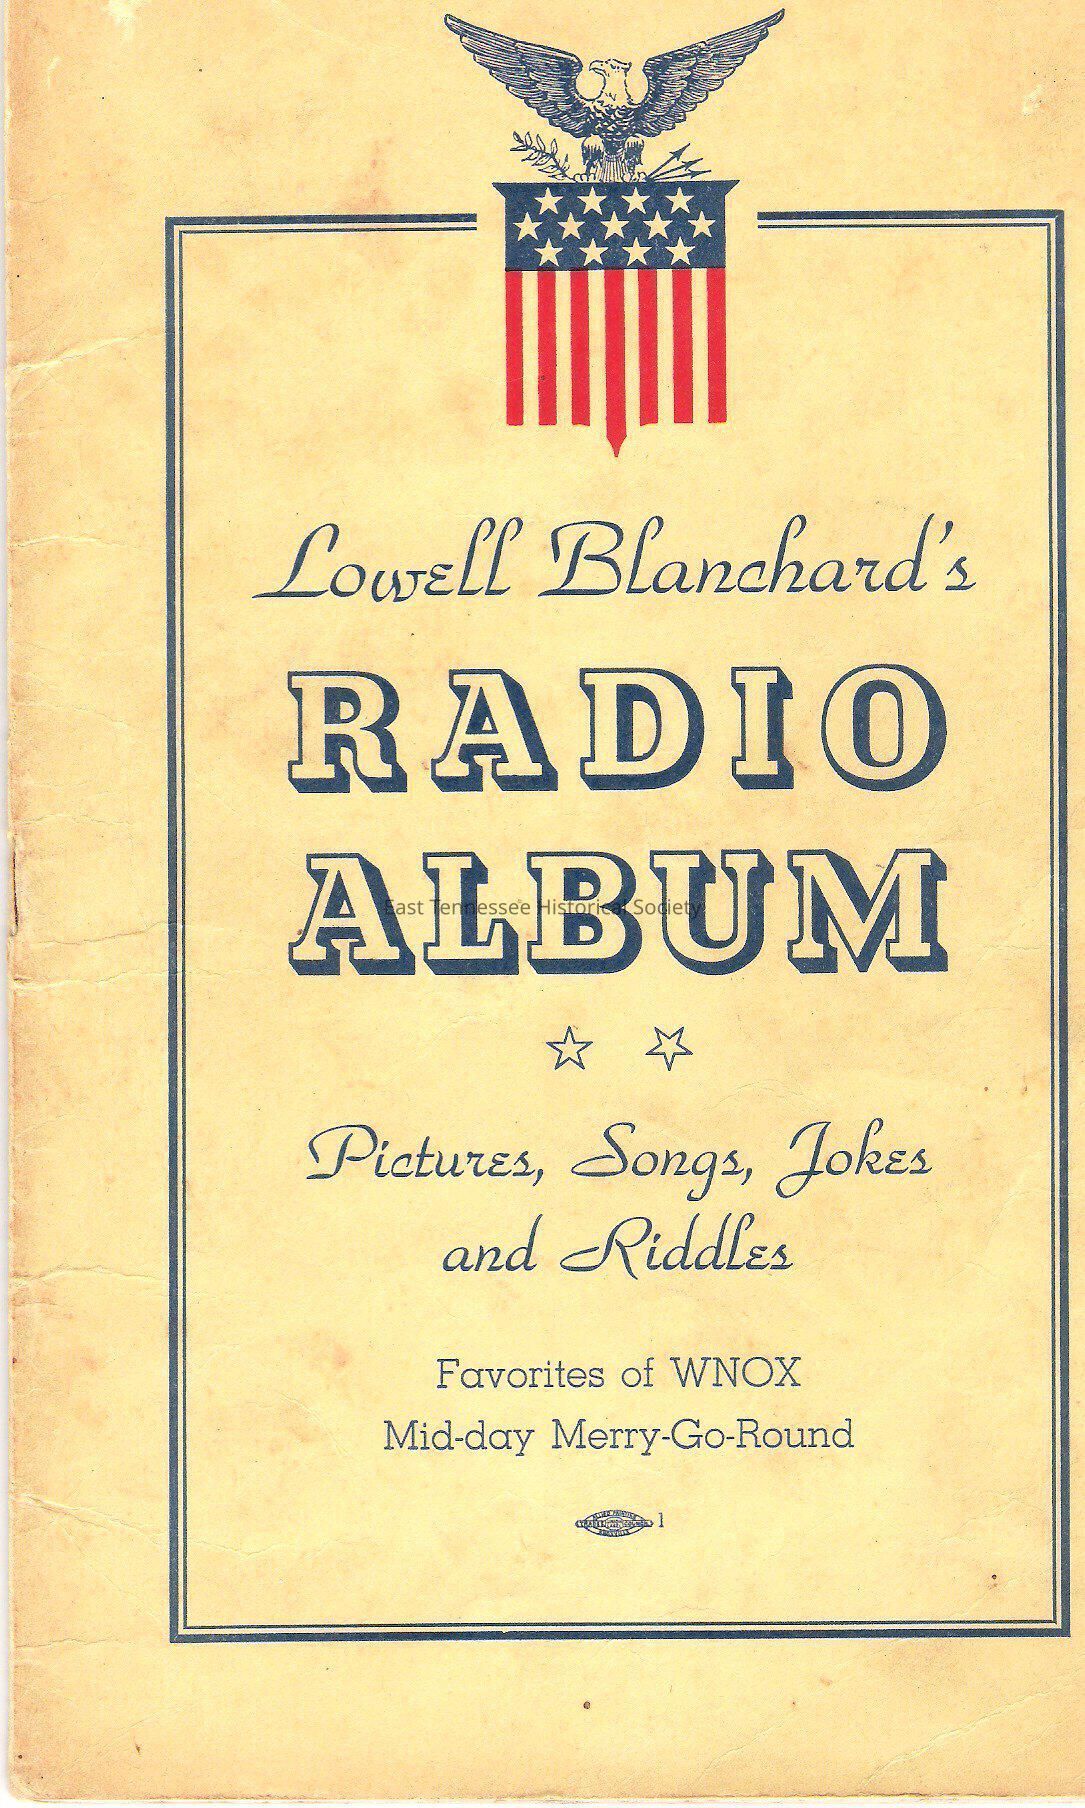 Lowell Blanchard's
RADIO
ALBUM
East Tennessee Historical Society
Pictures, Songs, Jokes
and Riddles
Favorites of WNOX
Mid-day Merry-Go-Round
1